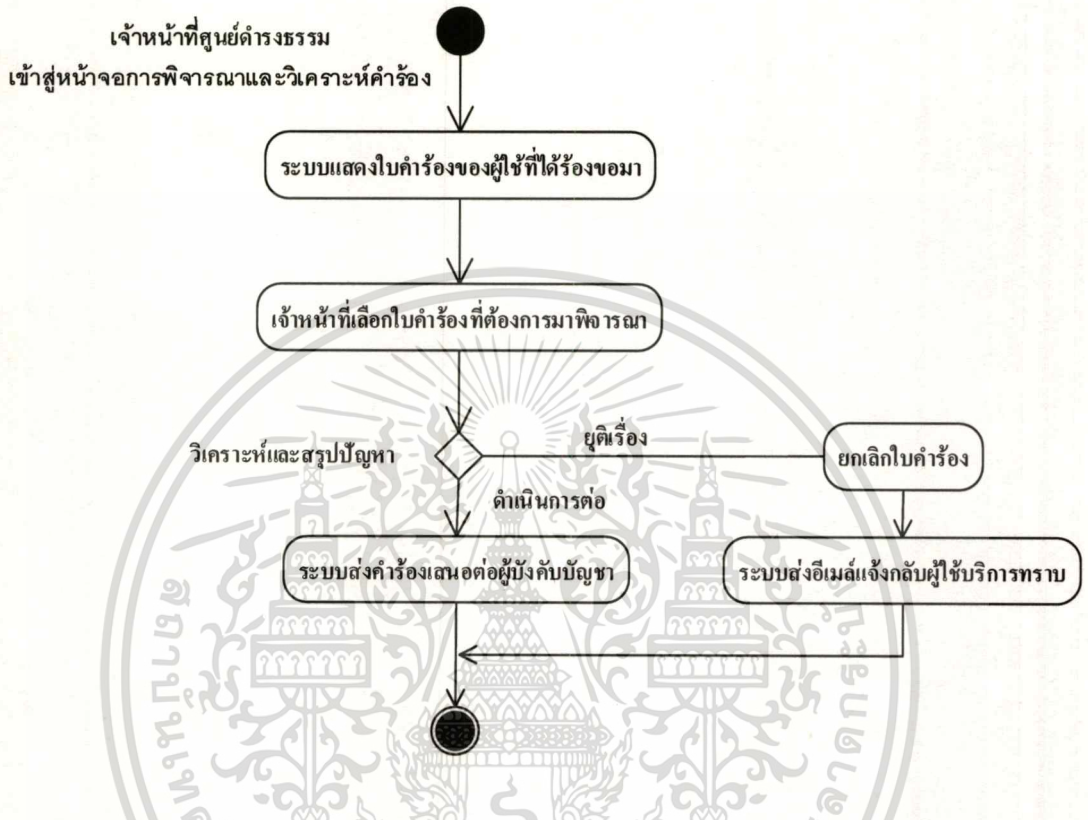 เจ้าหน้าที่ศูนย์ดำรงธรรม
เข้าสู่หน้าจอการพิจารณาและวิเคราะห์คำร้อง
ระบบแสดงใบคำร้องของผู้ใช้ที่ได้ร้องขอมา
เจ้าหน้าที่เลือกใบคำร้องที่ต้องการมาพิจารณา
วิเคราะห์และสรุปปัญหา
ยุติเรื่อง
ยกเลิกใบคำร้อง
ดำเนินการต่อ
ระบบส่งคำร้องเสนอต่อผู้บังคับบัญชา
ระบบส่งอีเมล์แจ้งกลับผู้ใช้บริการทราบ